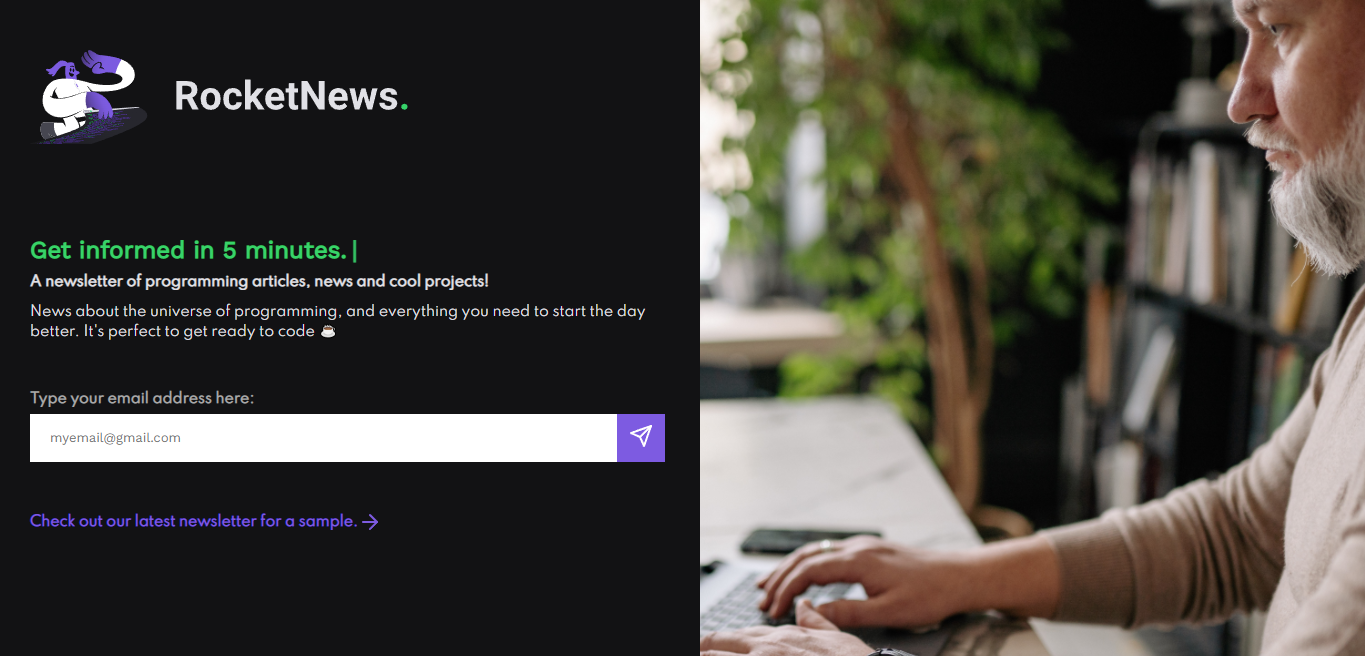 RocketNews.
Get informed in 5 minutes.|
A newsletter of programming articles, news and cool projects!
News about the universe of programming, and everything you need to start the day
better. It's perfect to get ready to code ☕
Type your email address here:
myemail@gmail.com
Check out our latest newsletter for a sample. →